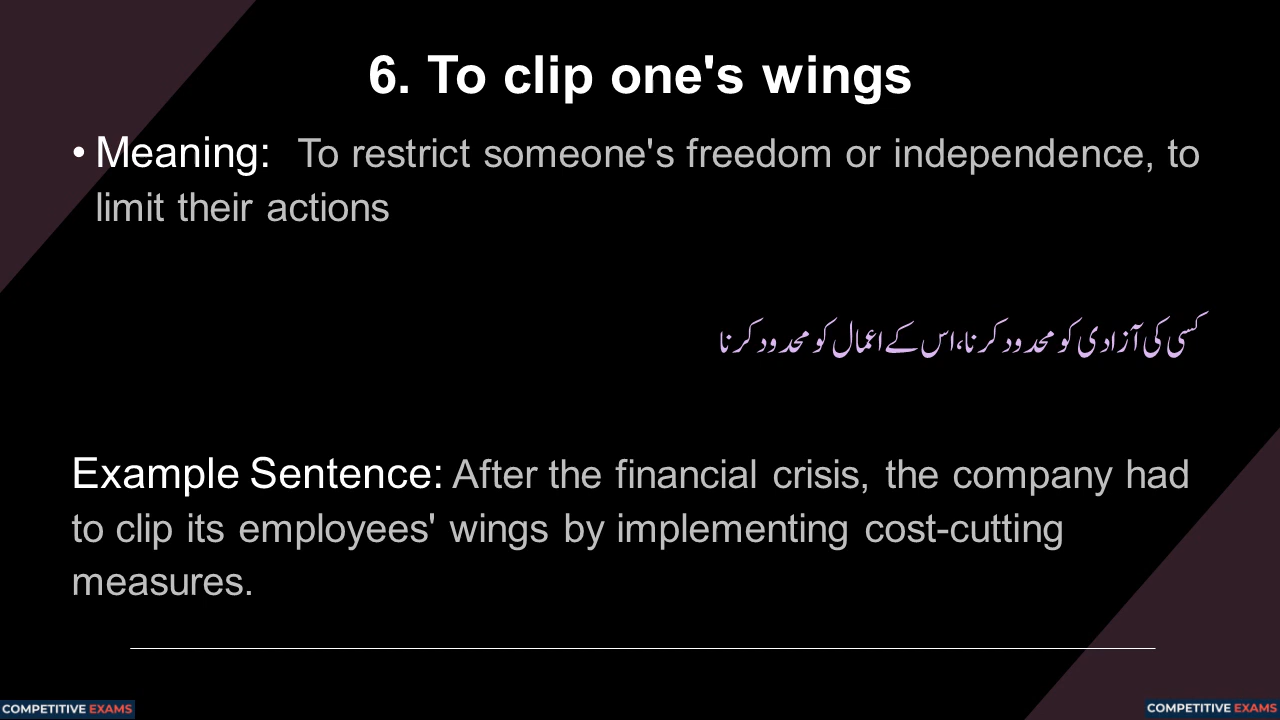 6. To clip one's wings
• Meaning: To restrict someone's freedom or independence, to
limit their actions
کسی کی آزادی کو محدود کرنا، اس کے اعمال کو محدود کرنا
Example Sentence: After the financial crisis, the company had
to clip its employees' wings by implementing cost-cutting
measures.
COMPETITIVE EXAMS
COMPETITIVE EXAMS